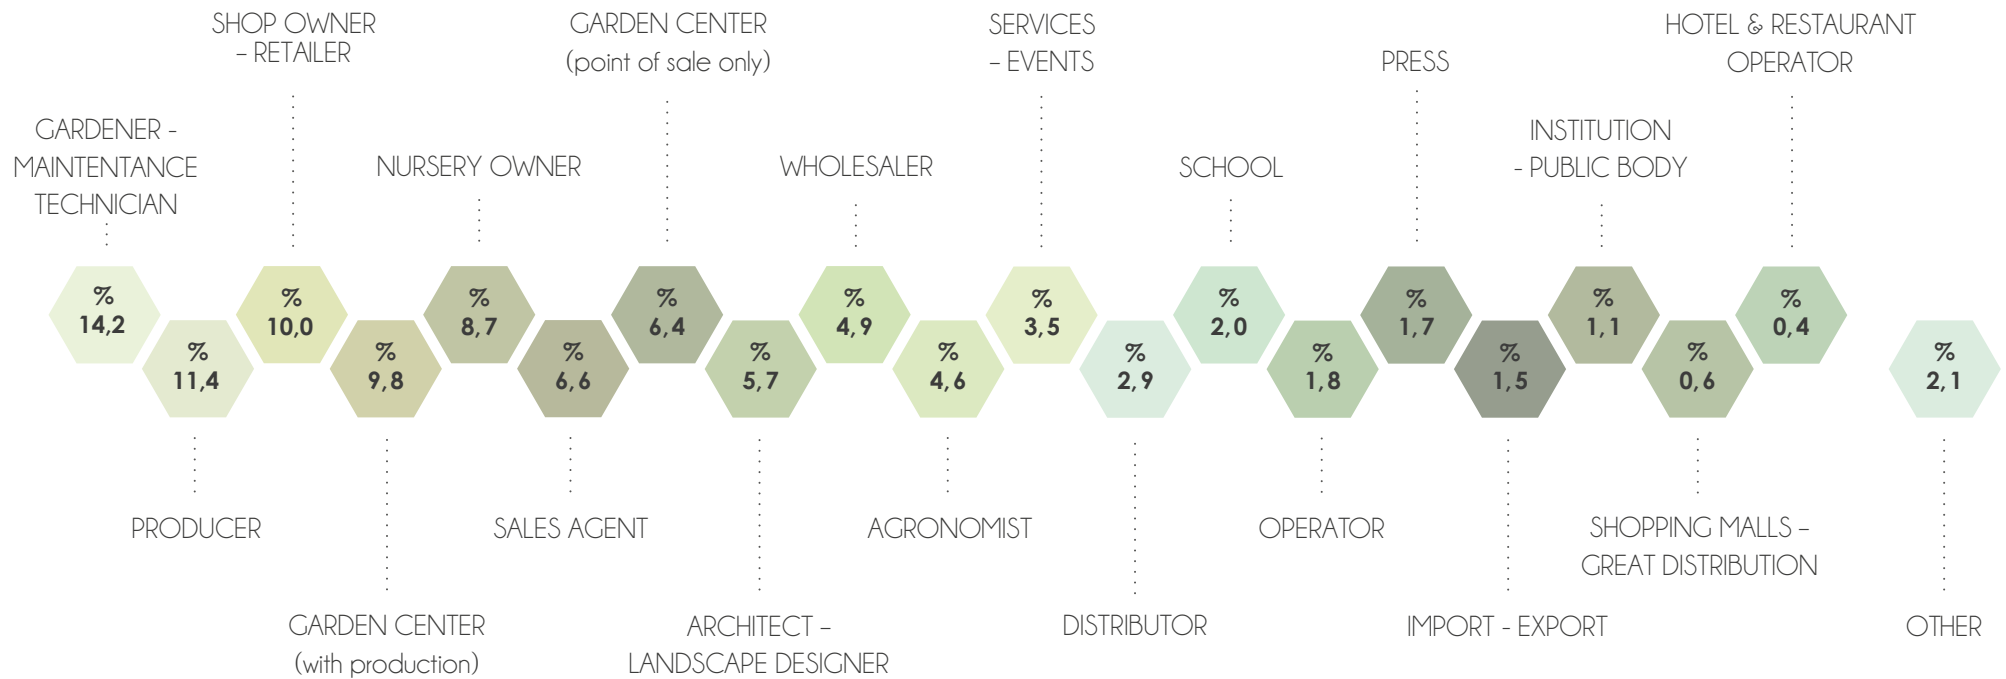 SHOP OWNER
– RETAILER
GARDEN CENTER
(point of sale only)
SERVICES
– EVENTS
PRESS
HOTEL & RESTAURANT
OPERATOR
GARDENER -
MAINTENTANCE
TECHNICIAN
NURSERY OWNER
WHOLESALER
SCHOOL
INSTITUTION
- PUBLIC BODY
%
14,2
%
11,4
%
10,0
%
9,8
%
8,7
%
6,6
%
6,4
%
5,7
%
4,9
%
4,6
%
3,5
%
2,9
%
2,0
%
1,8
%
1,7
%
1,5
%
1,1
%
0,6
%
0,4
%
2,1
PRODUCER
SALES AGENT
AGRONOMIST
OPERATOR
SHOPPING MALLS –
GREAT DISTRIBUTION
GARDEN CENTER
(with production)
ARCHITECT –
LANDSCAPE DESIGNER
DISTRIBUTOR
IMPORT - EXPORT
OTHER